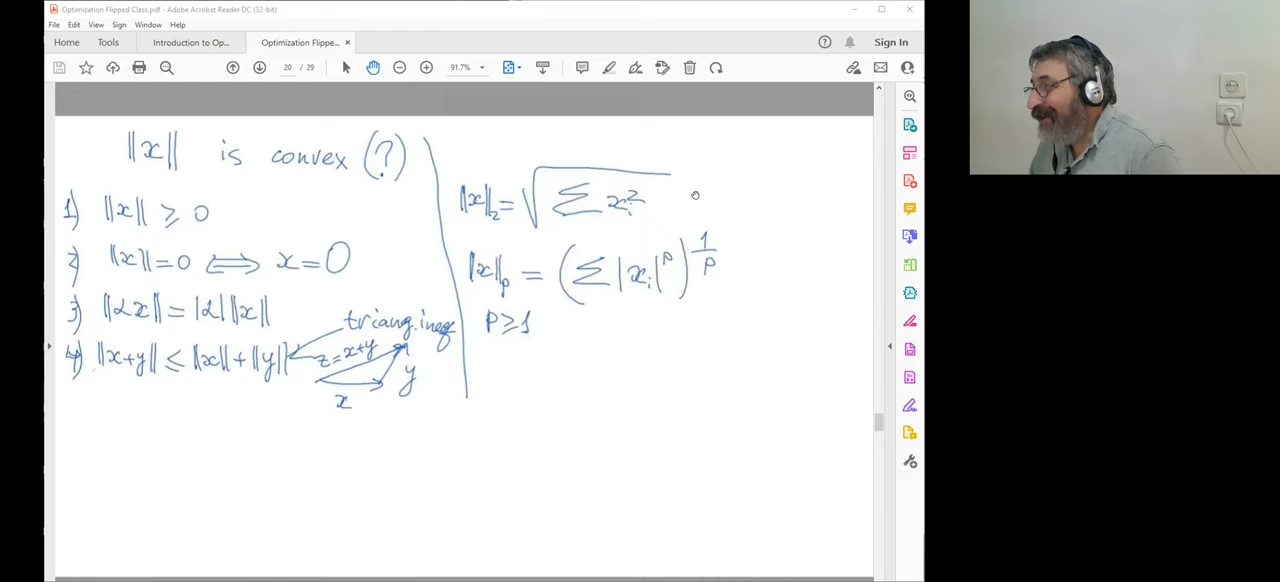 Optimization Flipped Class.pdf - Adobe Acrobat Reader DC (32-bit)
File Edit View Sign Window Help
Home Tools Introduction to Op... Optimization Flippe... × Sign In
20 / 29 91.7%
||x|| is convex (?)
1) ||x|| ≥ 0
2) ||x|| = 0 ⟺ x = 0
3) ||αx|| = |α| ||x||
triang. ineq
4) ||x+y|| ≤ ||x|| + ||y||
z = x+y
y
x
||x||₂ = √(∑ xᵢ²)
||x||ₚ = (∑ |xᵢ|^p)^(1/p)
p ≥ 1